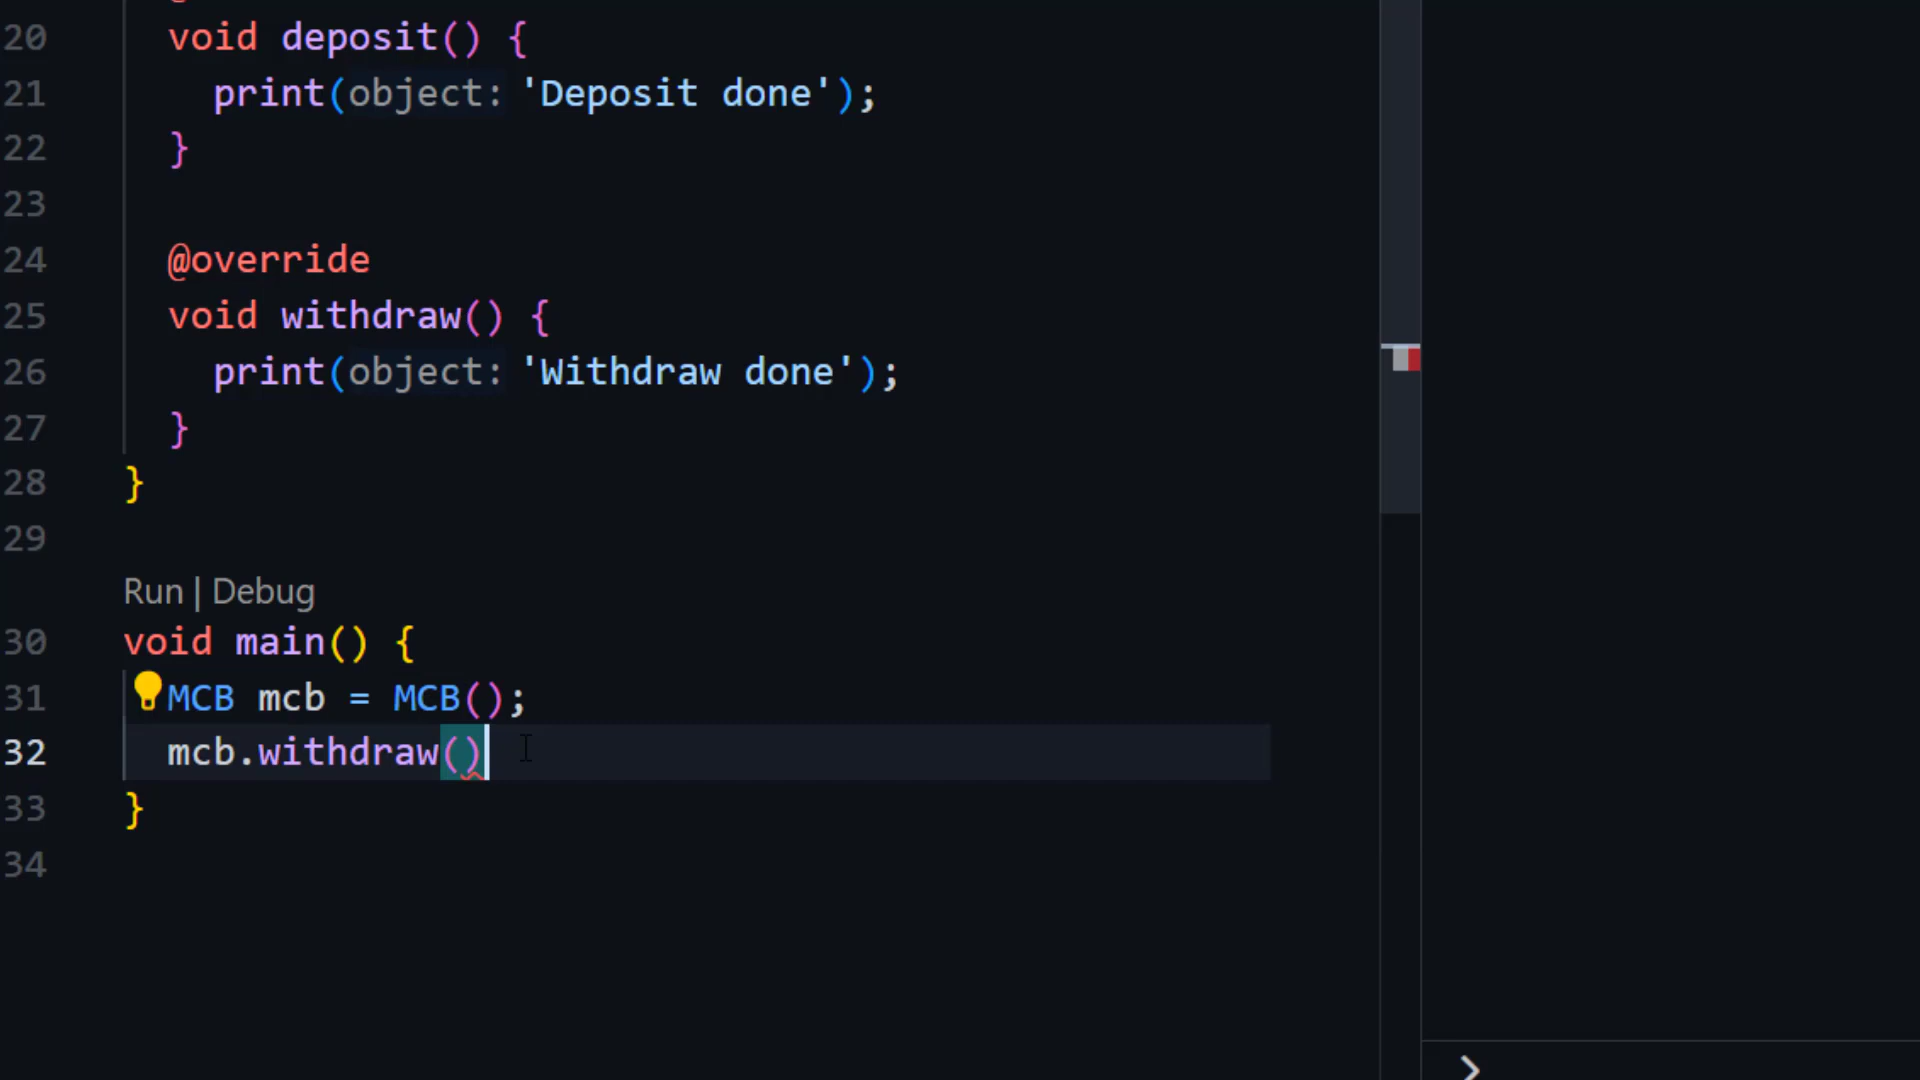 20 void deposit() {
21 print(object: 'Deposit done');
22 }
23
24 @override
25 void withdraw() {
26 print(object: 'Withdraw done');
27 }
28 }
29
Run | Debug
30 void main() {
31 MCB mcb = MCB();
32 mcb.withdraw()
33 }
34